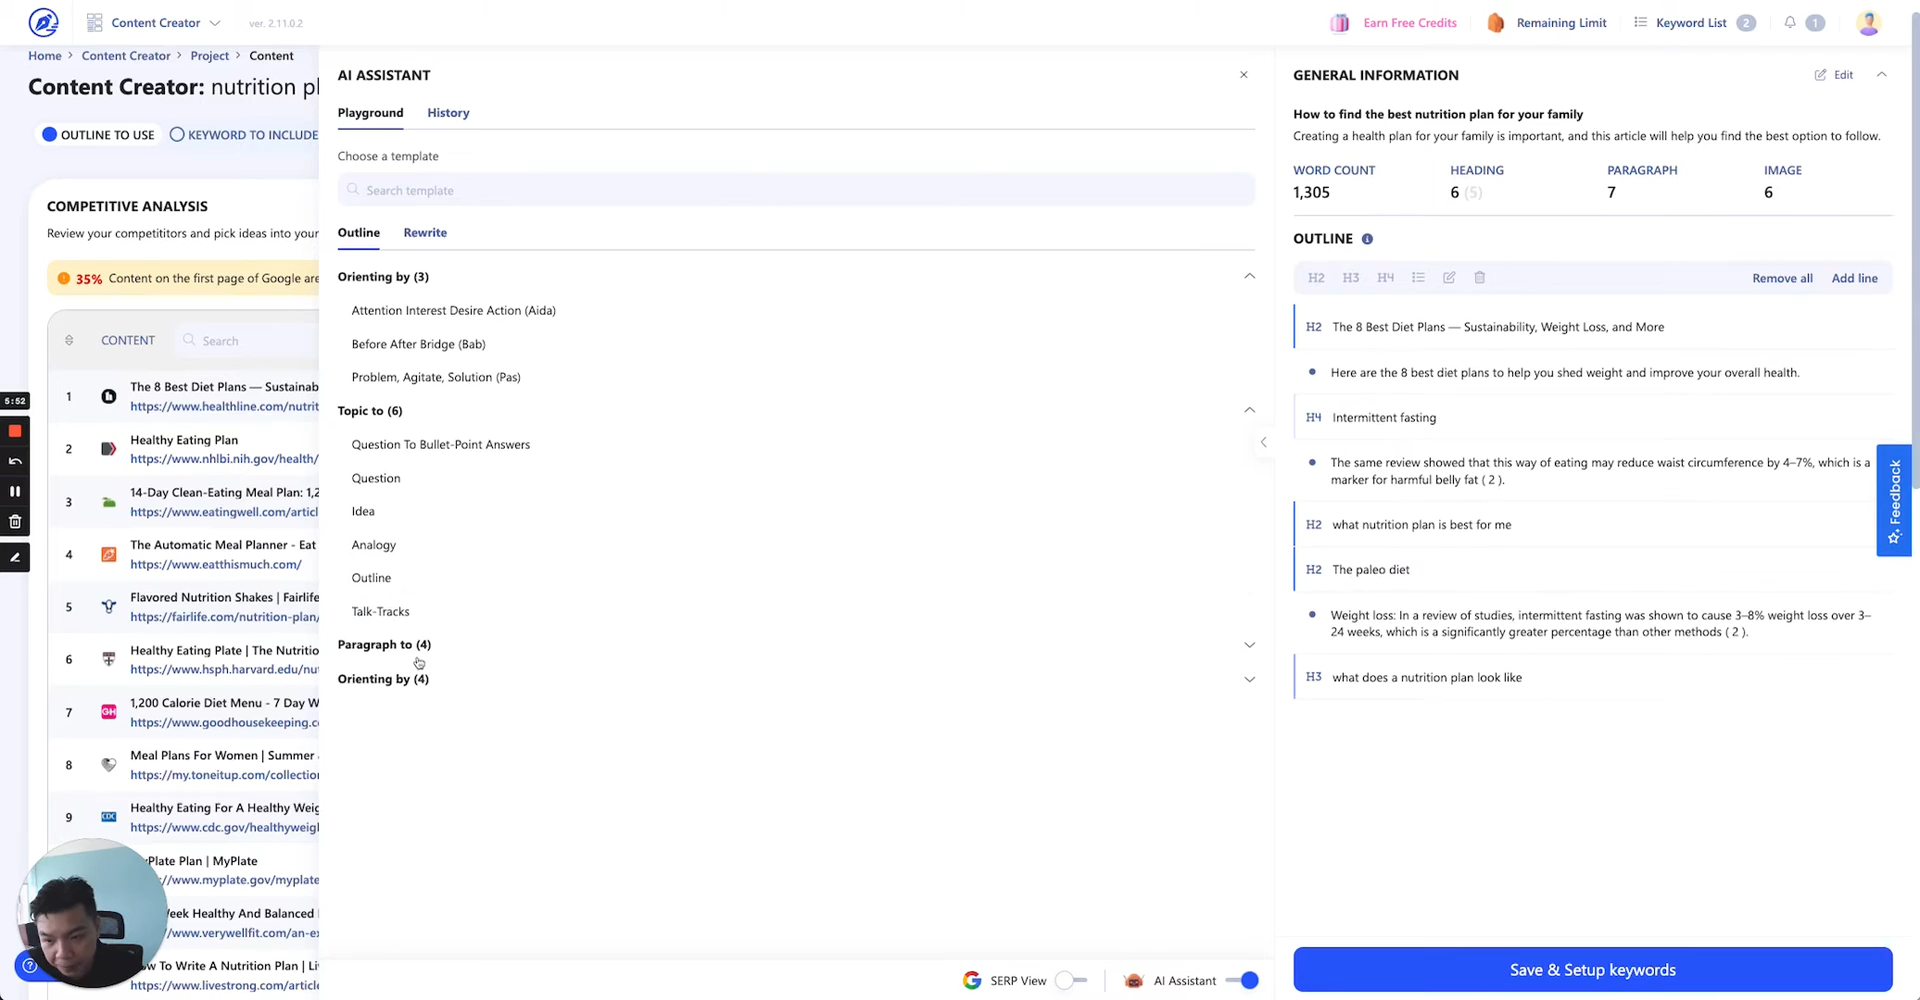 Content Creator
ver. 2.11.0.2
Earn Free Credits
Remaining Limit
Keyword List 2
1
Home > Content Creator > Project > Content
Content Creator: nutrition pl
OUTLINE TO USE
KEYWORD TO INCLUDE
COMPETITIVE ANALYSIS
Review your competititors and pick ideas into your
35% Content on the first page of Google are
CONTENT
Search
1
The 8 Best Diet Plans — Sustainab
https://www.healthline.com/nutrit
2
Healthy Eating Plan
https://www.nhlbi.nih.gov/health/
3
14-Day Clean-Eating Meal Plan: 1,2
https://www.eatingwell.com/articl
4
The Automatic Meal Planner - Eat
https://www.eatthismuch.com/
5
Flavored Nutrition Shakes | Fairlife
https://fairlife.com/nutrition-plan/
6
Healthy Eating Plate | The Nutritio
https://www.hsph.harvard.edu/nut
7
1,200 Calorie Diet Menu - 7 Day W
https://www.goodhousekeeping.c
8
Meal Plans For Women | Summer
https://my.toneitup.com/collection
9
Healthy Eating For A Healthy Weig
https://www.cdc.gov/healthyweigl
yPlate Plan | MyPlate
://www.myplate.gov/myplate
Week Healthy And Balanced
//www.verywellfit.com/an-ex
ow To Write A Nutrition Plan | Li
//www.livestrong.com/article
5:52
AI ASSISTANT
Playground
History
Choose a template
Search template
Outline
Rewrite
Orienting by (3)
Attention Interest Desire Action (Aida)
Before After Bridge (Bab)
Problem, Agitate, Solution (Pas)
Topic to (6)
Question To Bullet-Point Answers
Question
Idea
Analogy
Outline
Talk-Tracks
Paragraph to (4)
Orienting by (4)
SERP View
AI Assistant
GENERAL INFORMATION
Edit
How to find the best nutrition plan for your family
Creating a health plan for your family is important, and this article will help you find the best option to follow.
WORD COUNT
HEADING
PARAGRAPH
IMAGE
1,305
6 (5)
7
6
OUTLINE
H2 H3 H4
Remove all
Add line
H2 The 8 Best Diet Plans — Sustainability, Weight Loss, and More
Here are the 8 best diet plans to help you shed weight and improve your overall health.
H4 Intermittent fasting
The same review showed that this way of eating may reduce waist circumference by 4–7%, which is a
marker for harmful belly fat ( 2 ).
H2 what nutrition plan is best for me
H2 The paleo diet
Weight loss: In a review of studies, intermittent fasting was shown to cause 3–8% weight loss over 3–
24 weeks, which is a significantly greater percentage than other methods ( 2 ).
H3 what does a nutrition plan look like
Save & Setup keywords
Feedback